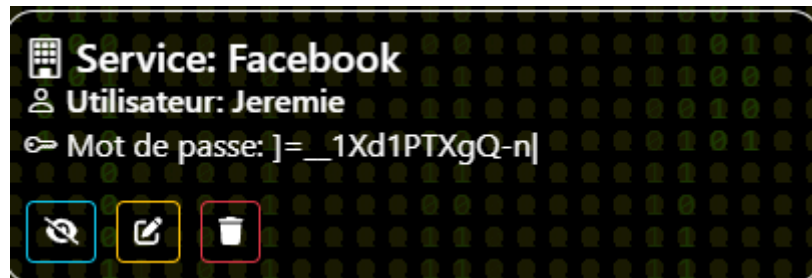 Service: Facebook
Utilisateur: Jeremie
Mot de passe: ]=__1Xd1PTXgQ-n|